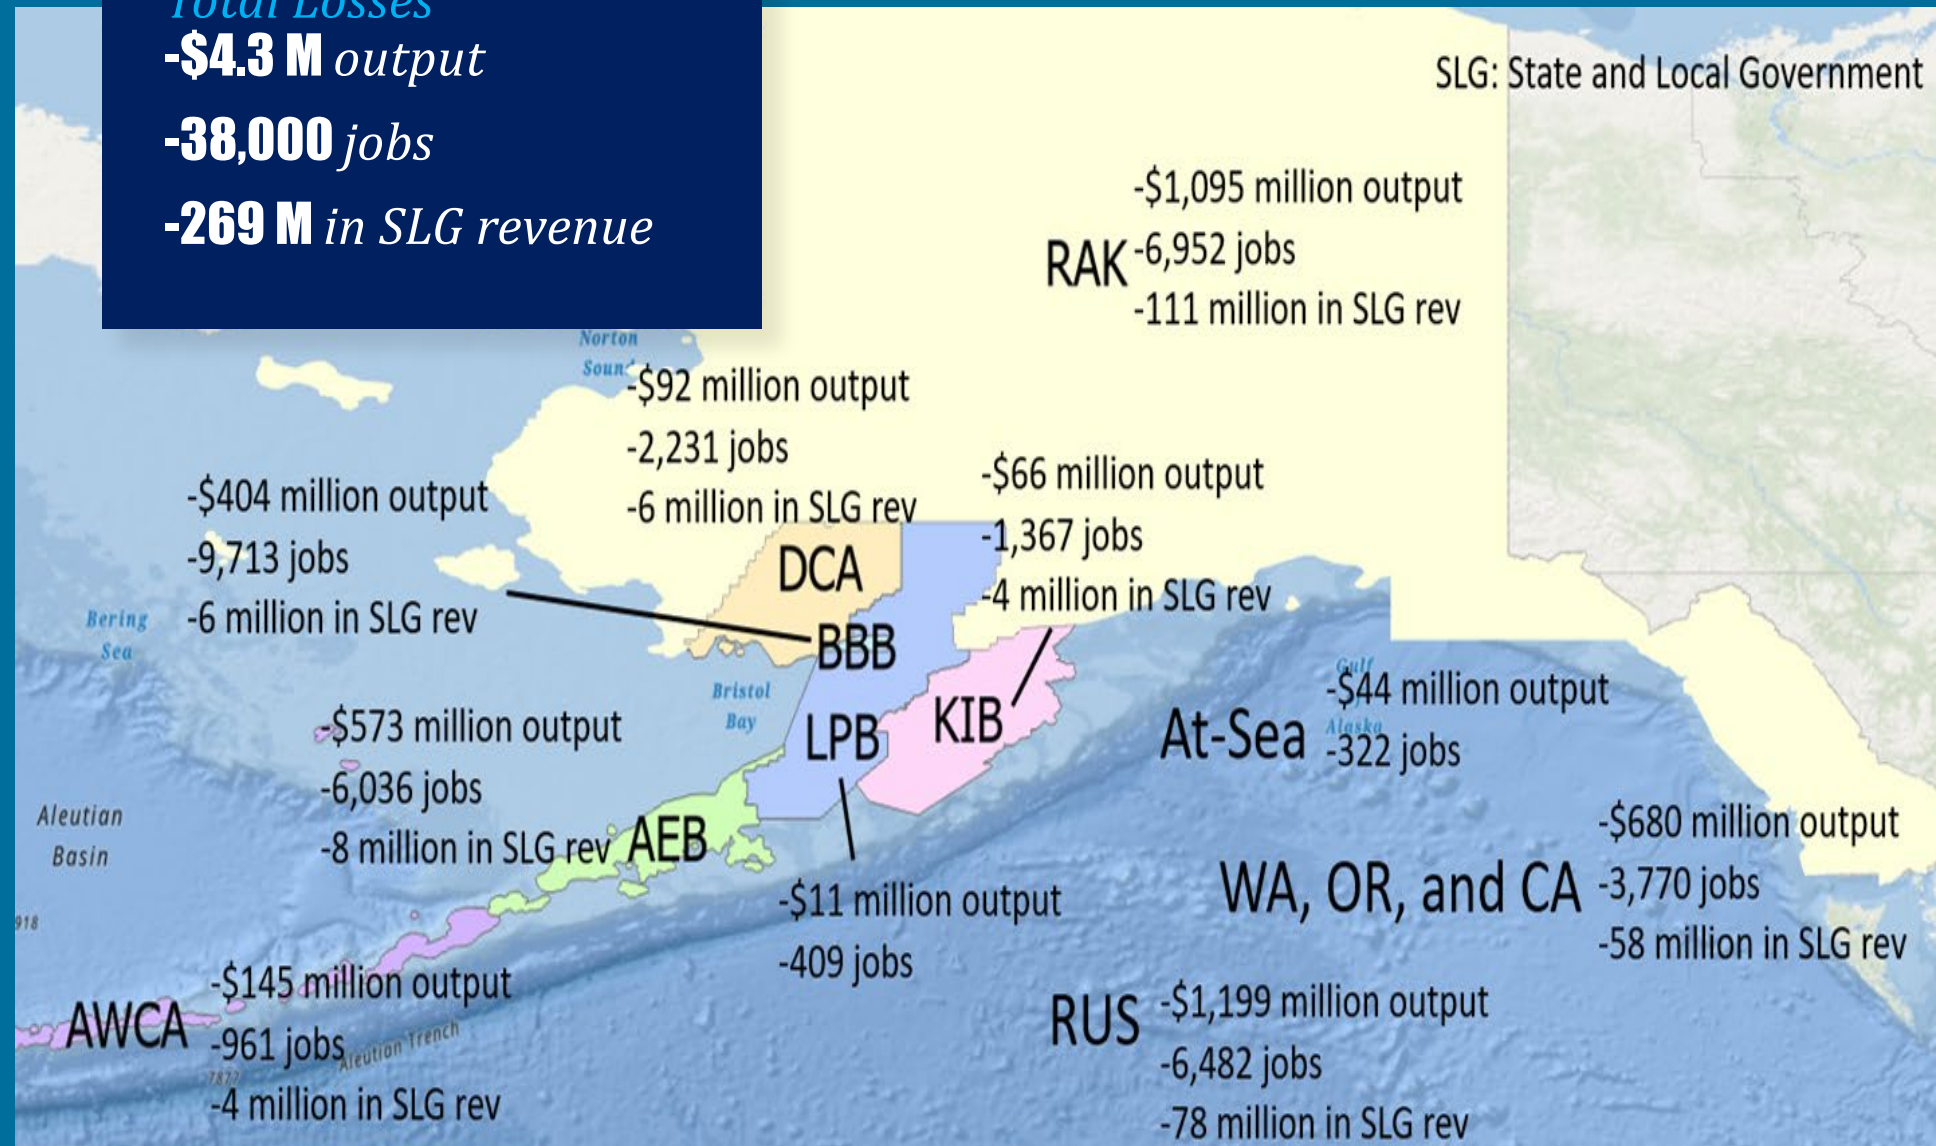 Total Losses
-$4.3 M output
-38,000 jobs
-269 M in SLG revenue
SLG: State and Local Government
RAK
-$1,095 million output
-6,952 jobs
-111 million in SLG rev
Norton
-$92 million output
-2,231 jobs
-6 million in SLG rev
-$404 million output
-9,713 jobs
-6 million in SLG rev
-$66 million output
-1,367 jobs
-4 million in SLG rev
DCA
BBB
Bering
Sea
Bristol
Bay
LPB
KIB
-$573 million output
-6,036 jobs
-8 million in SLG rev
AEB
Gulf
Alaska
At-Sea
-$44 million output
-322 jobs
Aleutian
Basin
918
-$11 million output
-409 jobs
WA, OR, and CA
-$680 million output
-3,770 jobs
-58 million in SLG rev
AWCA
-$145 million output
-961 jobs
-4 million in SLG rev
Aleutian Trench
RUS
-$1,199 million output
-6,482 jobs
-78 million in SLG rev